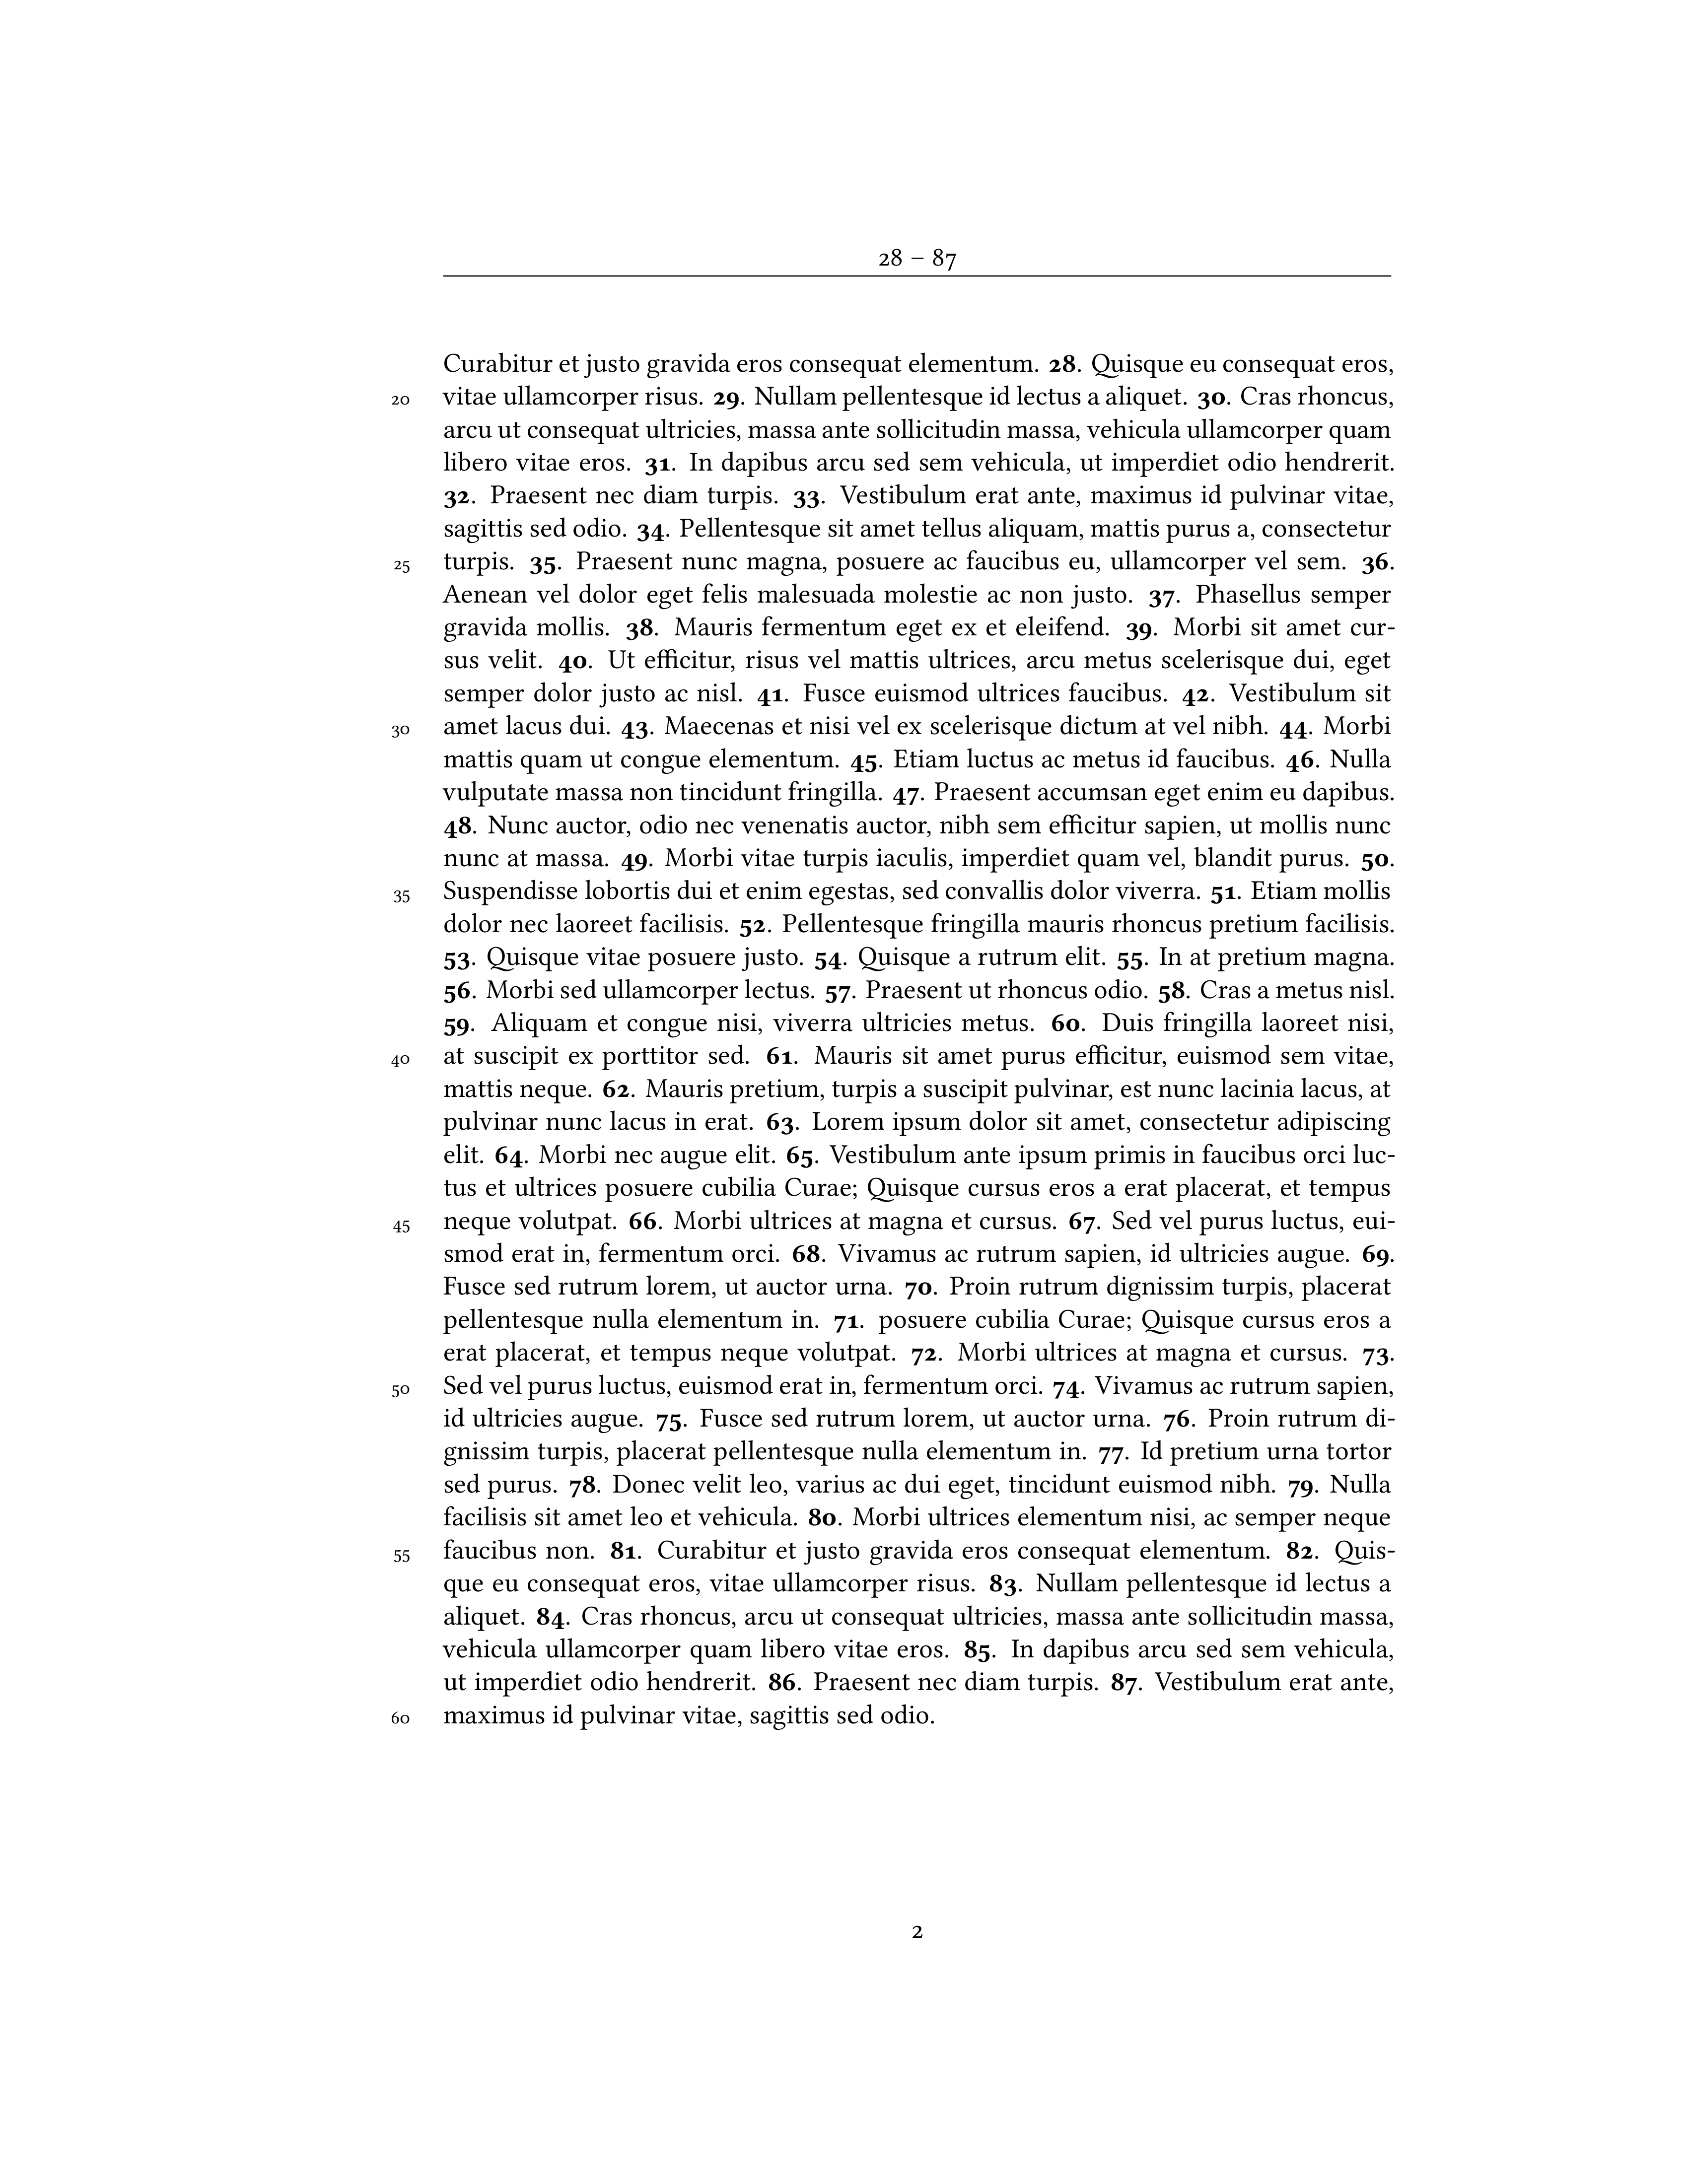 28 – 87
Curabitur et justo gravida eros consequat elementum. 28. Quisque eu consequat eros,
20 vitae ullamcorper risus. 29. Nullam pellentesque id lectus a aliquet. 30. Cras rhoncus,
arcu ut consequat ultricies, massa ante sollicitudin massa, vehicula ullamcorper quam
libero vitae eros. 31. In dapibus arcu sed sem vehicula, ut imperdiet odio hendrerit.
32. Praesent nec diam turpis. 33. Vestibulum erat ante, maximus id pulvinar vitae,
sagittis sed odio. 34. Pellentesque sit amet tellus aliquam, mattis purus a, consectetur
25 turpis. 35. Praesent nunc magna, posuere ac faucibus eu, ullamcorper vel sem. 36.
Aenean vel dolor eget felis malesuada molestie ac non justo. 37. Phasellus semper
gravida mollis. 38. Mauris fermentum eget ex et eleifend. 39. Morbi sit amet cur-
sus velit. 40. Ut efficitur, risus vel mattis ultrices, arcu metus scelerisque dui, eget
semper dolor justo ac nisl. 41. Fusce euismod ultrices faucibus. 42. Vestibulum sit
30 amet lacus dui. 43. Maecenas et nisi vel ex scelerisque dictum at vel nibh. 44. Morbi
mattis quam ut congue elementum. 45. Etiam luctus ac metus id faucibus. 46. Nulla
vulputate massa non tincidunt fringilla. 47. Praesent accumsan eget enim eu dapibus.
48. Nunc auctor, odio nec venenatis auctor, nibh sem efficitur sapien, ut mollis nunc
nunc at massa. 49. Morbi vitae turpis iaculis, imperdiet quam vel, blandit purus. 50.
35 Suspendisse lobortis dui et enim egestas, sed convallis dolor viverra. 51. Etiam mollis
dolor nec laoreet facilisis. 52. Pellentesque fringilla mauris rhoncus pretium facilisis.
53. Quisque vitae posuere justo. 54. Quisque a rutrum elit. 55. In at pretium magna.
56. Morbi sed ullamcorper lectus. 57. Praesent ut rhoncus odio. 58. Cras a metus nisl.
59. Aliquam et congue nisi, viverra ultricies metus. 60. Duis fringilla laoreet nisi,
40 at suscipit ex porttitor sed. 61. Mauris sit amet purus efficitur, euismod sem vitae,
mattis neque. 62. Mauris pretium, turpis a suscipit pulvinar, est nunc lacinia lacus, at
pulvinar nunc lacus in erat. 63. Lorem ipsum dolor sit amet, consectetur adipiscing
elit. 64. Morbi nec augue elit. 65. Vestibulum ante ipsum primis in faucibus orci luc-
tus et ultrices posuere cubilia Curae; Quisque cursus eros a erat placerat, et tempus
45 neque volutpat. 66. Morbi ultrices at magna et cursus. 67. Sed vel purus luctus, eui-
smod erat in, fermentum orci. 68. Vivamus ac rutrum sapien, id ultricies augue. 69.
Fusce sed rutrum lorem, ut auctor urna. 70. Proin rutrum dignissim turpis, placerat
pellentesque nulla elementum in. 71. posuere cubilia Curae; Quisque cursus eros a
erat placerat, et tempus neque volutpat. 72. Morbi ultrices at magna et cursus. 73.
50 Sed vel purus luctus, euismod erat in, fermentum orci. 74. Vivamus ac rutrum sapien,
id ultricies augue. 75. Fusce sed rutrum lorem, ut auctor urna. 76. Proin rutrum di-
gnissim turpis, placerat pellentesque nulla elementum in. 77. Id pretium urna tortor
sed purus. 78. Donec velit leo, varius ac dui eget, tincidunt euismod nibh. 79. Nulla
facilisis sit amet leo et vehicula. 80. Morbi ultrices elementum nisi, ac semper neque
55 faucibus non. 81. Curabitur et justo gravida eros consequat elementum. 82. Quis-
que eu consequat eros, vitae ullamcorper risus. 83. Nullam pellentesque id lectus a
aliquet. 84. Cras rhoncus, arcu ut consequat ultricies, massa ante sollicitudin massa,
vehicula ullamcorper quam libero vitae eros. 85. In dapibus arcu sed sem vehicula,
ut imperdiet odio hendrerit. 86. Praesent nec diam turpis. 87. Vestibulum erat ante,
60 maximus id pulvinar vitae, sagittis sed odio.
2